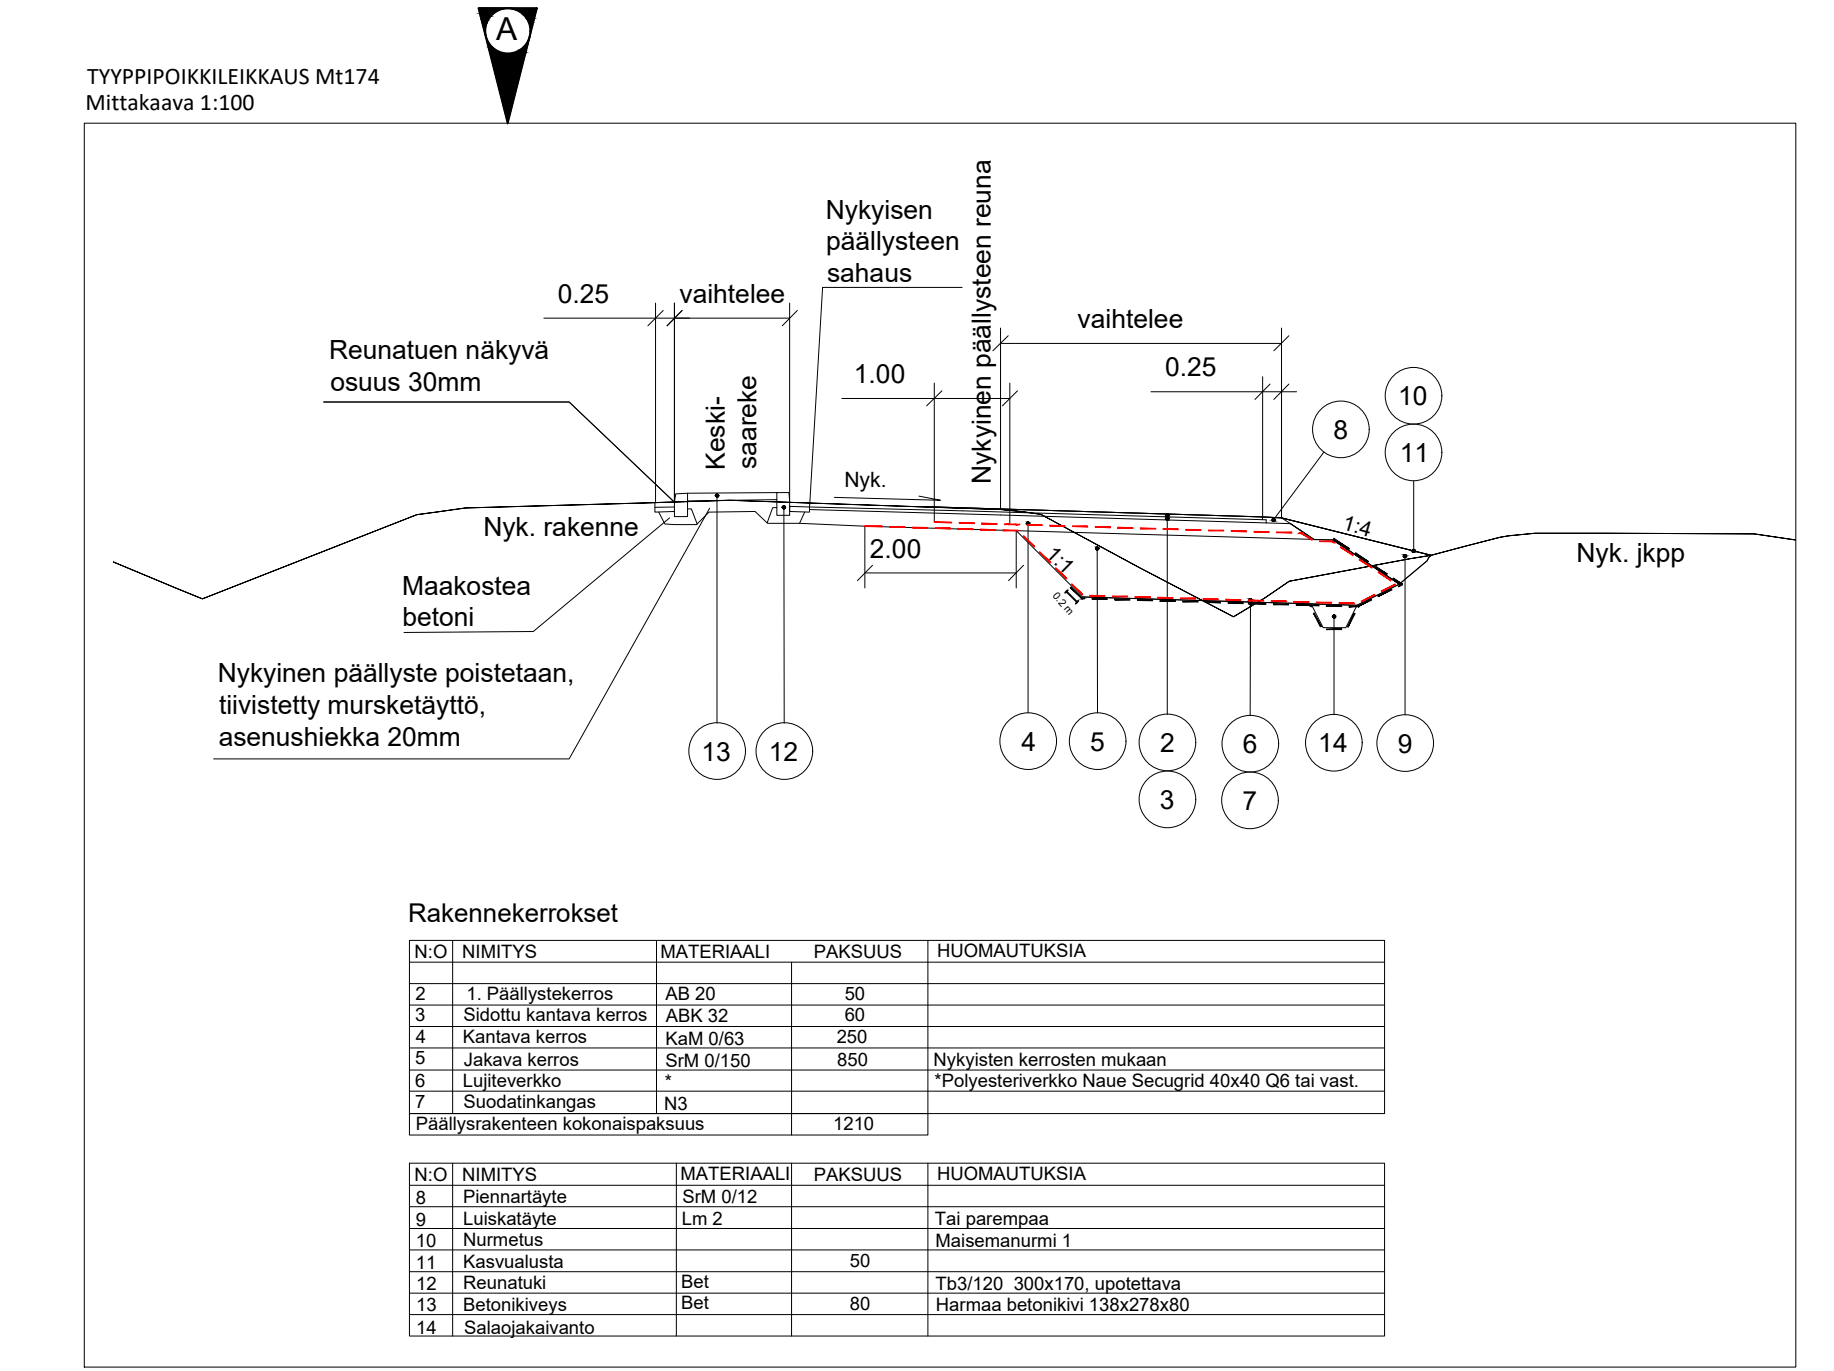 A
TYYPPIPOIKKILEIKKAUS Mt174
Mittakaava 1:100
Nykyisen
päällysteen
sahaus
Nykyinen päällysteen reuna
0.25
vaihtelee
vaihtelee
Reunatuen näkyvä
osuus 30mm
1.00
0.25
Keski-
saareke
10
8
11
Nyk.
Nyk. rakenne
1:4
Nyk. jkpp
2.00
1:1
0.2 m
Maakostea
betoni
Nykyinen päällyste poistetaan,
tiivistetty mursketäyttö,
asenushiekka 20mm
13
12
4
5
2
6
14
9
3
7
Rakennekerrokset
N:O NIMITYS MATERIAALI PAKSUUS HUOMAUTUKSIA
2 1. Päällystekerros AB 20 50
3 Sidottu kantava kerros ABK 32 60
4 Kantava kerros KaM 0/63 250
5 Jakava kerros SrM 0/150 850 Nykyisten kerrosten mukaan
6 Lujiteverkko * *Polyesteriverkko Naue Secugrid 40x40 Q6 tai vast.
7 Suodatinkangas N3
Päällysrakenteen kokonaispaksuus 1210
N:O NIMITYS MATERIAALI PAKSUUS HUOMAUTUKSIA
8 Piennartäyte SrM 0/12
9 Luiskatäyte Lm 2 Tai parempaa
10 Nurmetus Maisemanurmi 1
11 Kasvualusta 50
12 Reunatuki Bet Tb3/120 300x170, upotettava
13 Betonikiveys Bet 80 Harmaa betonikivi 138x278x80
14 Salaojakaivanto